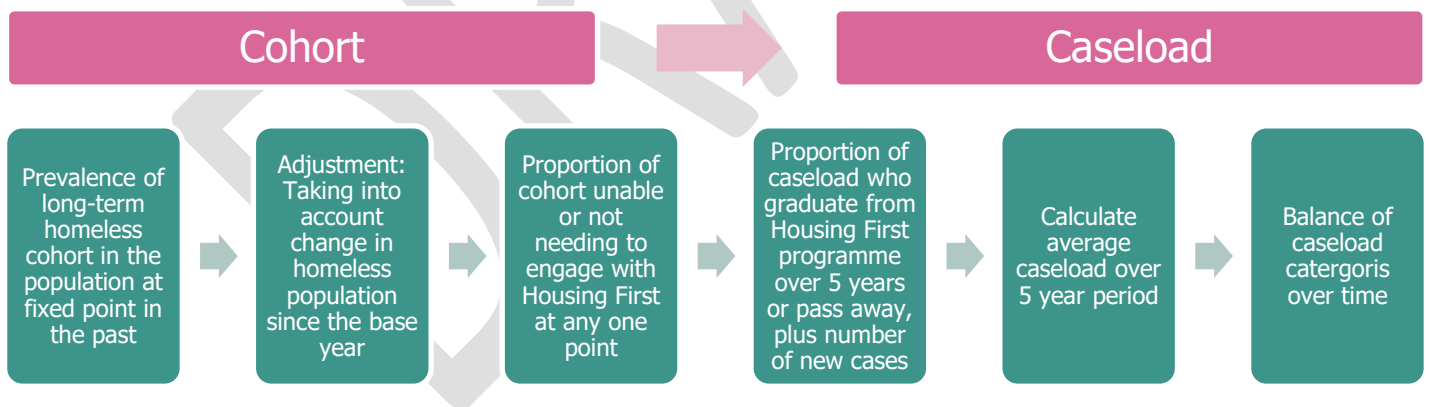 Cohort
Caseload
Prevalence of
long-term
homeless
cohort in the
population at
fixed point in
the past
Adjustment:
Taking into
account
change in
homeless
population
since the base
year
Proportion of
cohort unable
or not
needing to
engage with
Housing First
at any one
point
Proportion of
caseload who
graduate from
Housing First
programme
over 5 years
or pass away,
plus number
of new cases
Calculate
average
caseload over
5 year period
Balance of
caseload
catergoris
over time